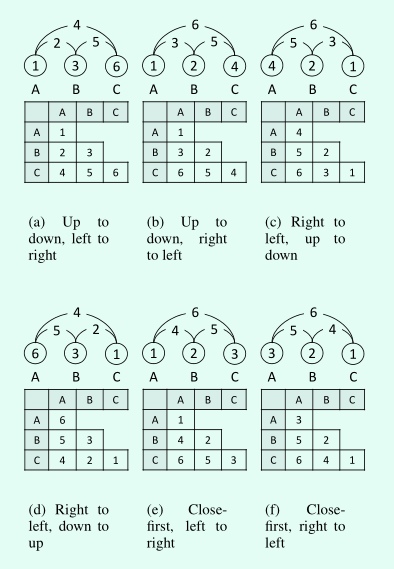 4 6 6
2 5 3 5 5 3
1 3 6 1 2 4 4 2 1
A B C A B C A B C
A B C A B C A B C
A 1 A 1 A 4
B 2 3 B 3 2 B 5 2
C 4 5 6 C 6 5 4 C 6 3 1
(a) Up to
down, left to
right
(b) Up to
down, right
to left
(c) Right to
left, up to
down
4 6 6
5 2 4 5 5 4
6 3 1 1 2 3 3 2 1
A B C A B C A B C
A B C A B C A B C
A 6 A 1 A 3
B 5 3 B 4 2 B 5 2
C 4 2 1 C 6 5 3 C 6 4 1
(d) Right to
left, down to
up
(e) Close-
first, left to
right
(f) Close-
first, right to
left